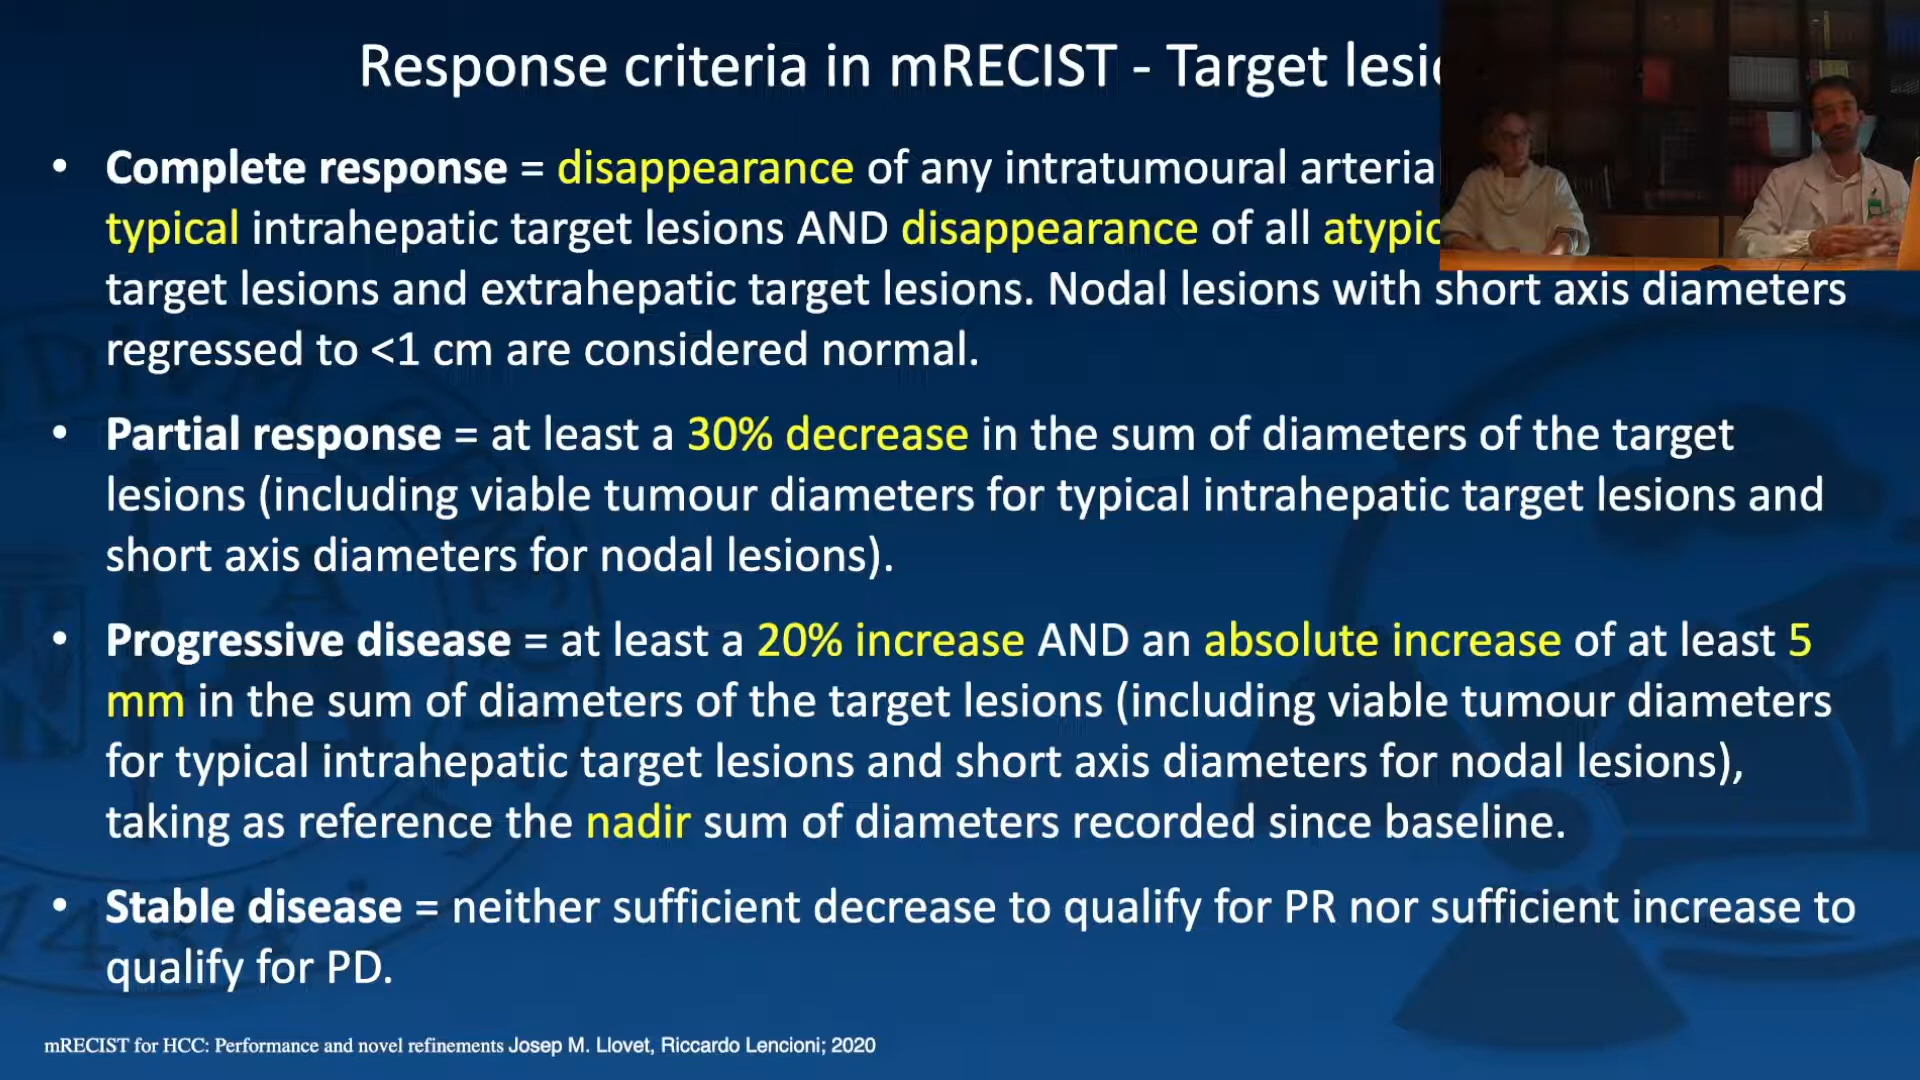 Response criteria in mRECIST - Target
• Complete response = disappearance of any intratumoural
typical intrahepatic target lesions AND disappearance of all
target lesions and extrahepatic target lesions. Nodal lesions with short axis diameters
regressed to <1 cm are considered normal.
• Partial response = at least a 30% decrease in the sum of diameters of the target
lesions (including viable tumour diameters for typical intrahepatic target lesions and
short axis diameters for nodal lesions).
• Progressive disease = at least a 20% increase AND an absolute increase of at least 5
mm in the sum of diameters of the target lesions (including viable tumour diameters
for typical intrahepatic target lesions and short axis diameters for nodal lesions),
taking as reference the nadir sum of diameters recorded since baseline.
• Stable disease = neither sufficient decrease to qualify for PR nor sufficient increase to
qualify for PD.
mRECIST for HCC: Performance and novel refinements Josep M. Llovet, Riccardo Lencioni; 2020